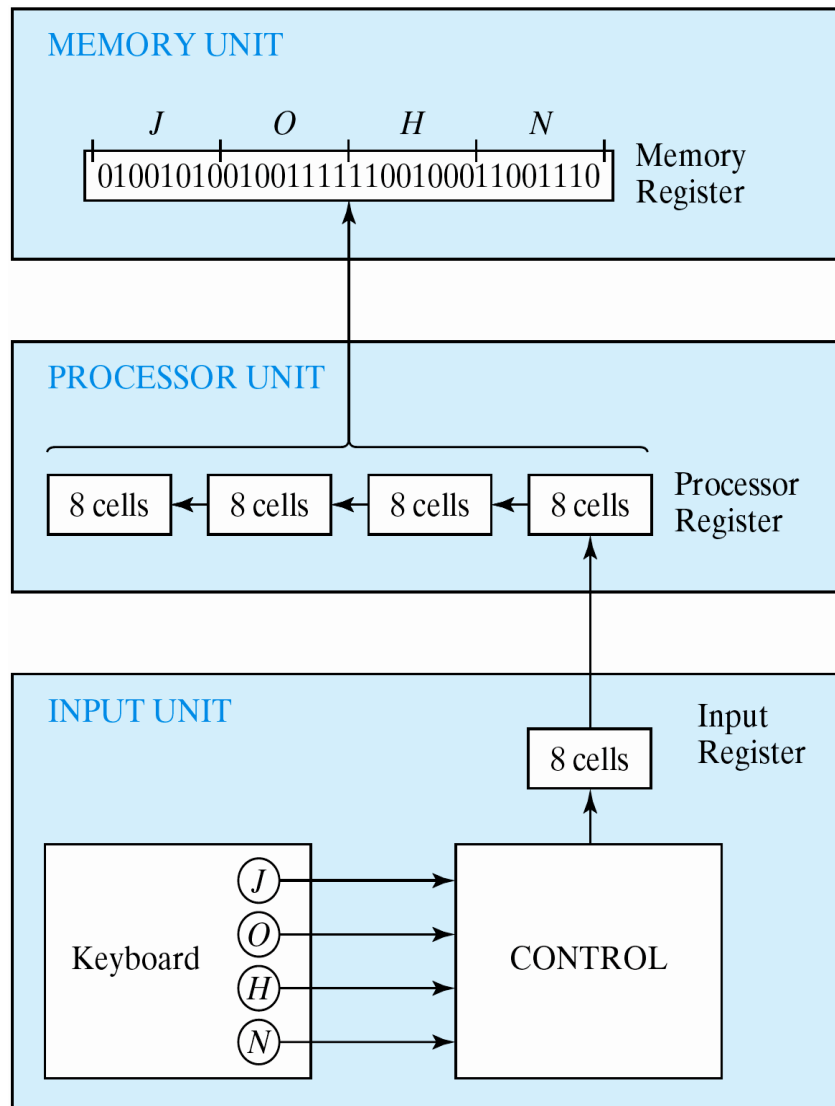 MEMORY UNIT
J O H N
01001010010011111100100011001110
Memory
Register
PROCESSOR UNIT
8 cells 8 cells 8 cells 8 cells
Processor
Register
INPUT UNIT
Input
Register
8 cells
J
O
Keyboard
CONTROL
H
N